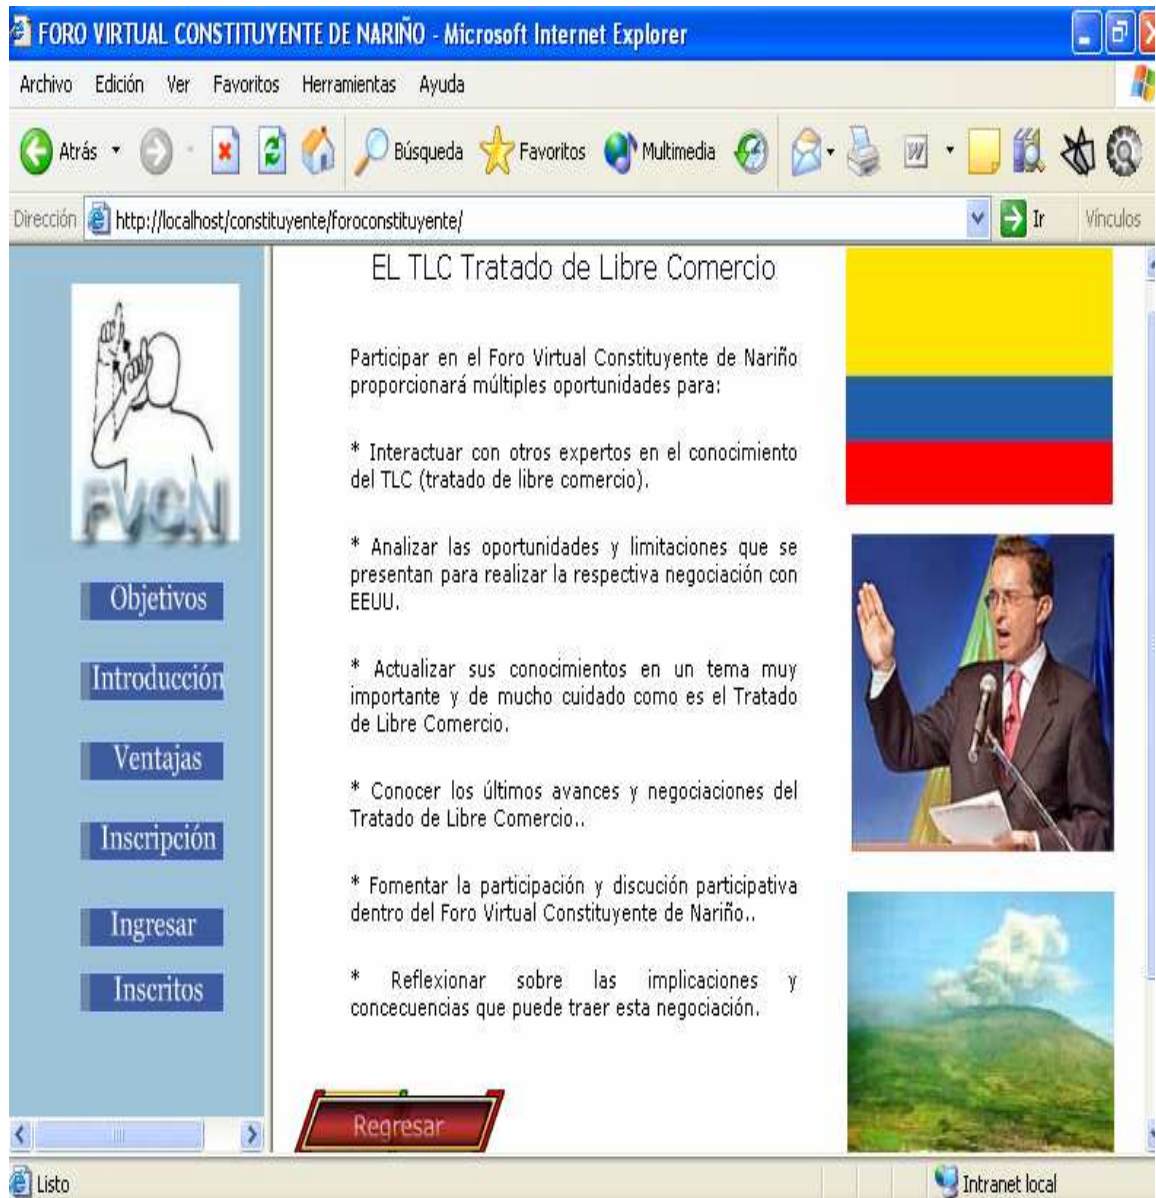 FORO VIRTUAL CONSTITUYENTE DE NARIÑO - Microsoft Internet Explorer
Archivo Edición Ver Favoritos Herramientas Ayuda
Atrás Búsqueda Favoritos Multimedia
Dirección http://localhost/constituyente/foroconstituyente/ Ir Vínculos
FVCN
Objetivos
Introducción
Ventajas
Inscripción
Ingresar
Inscritos
EL TLC Tratado de Libre Comercio
Participar en el Foro Virtual Constituyente de Nariño
proporcionará múltiples oportunidades para:
* Interactuar con otros expertos en el conocimiento
del TLC (tratado de libre comercio).
* Analizar las oportunidades y limitaciones que se
presentan para realizar la respectiva negociación con
EEUU.
* Actualizar sus conocimientos en un tema muy
importante y de mucho cuidado como es el Tratado
de Libre Comercio.
* Conocer los últimos avances y negociaciones del
Tratado de Libre Comercio..
* Fomentar la participación y discución participativa
dentro del Foro Virtual Constituyente de Nariño..
* Reflexionar sobre las implicaciones y
concecuencias que puede traer esta negociación.
Regresar
Listo Intranet local